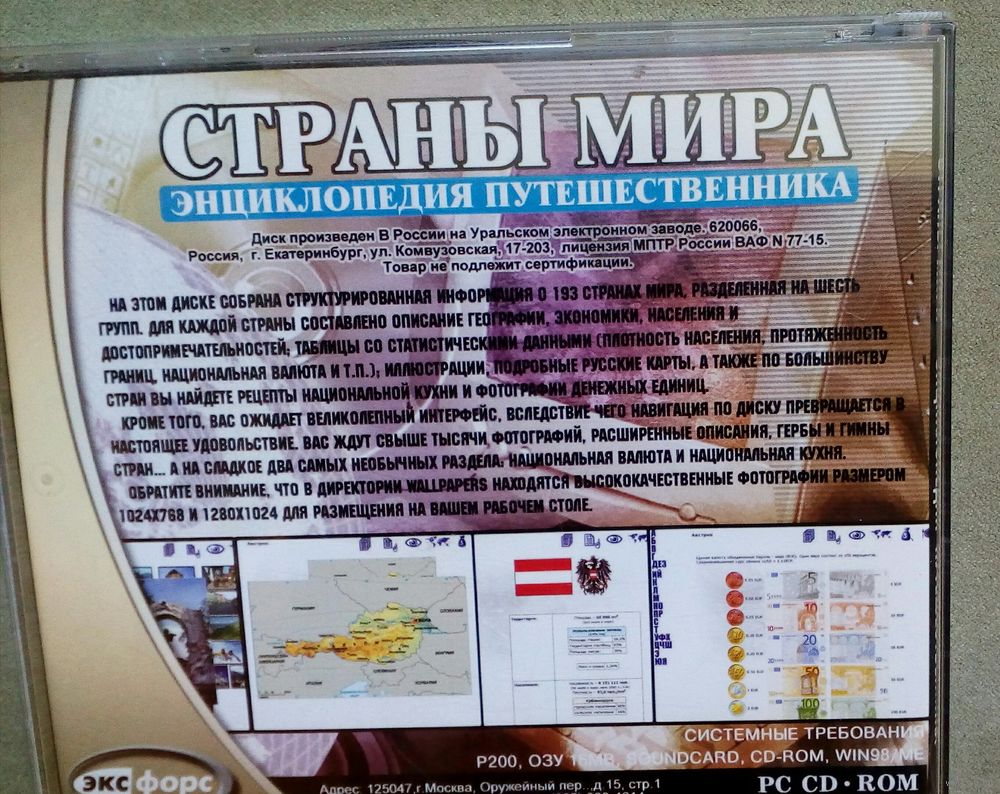 СТРАНЫ МИРА
ЭНЦИКЛОПЕДИЯ ПУТЕШЕСТВЕННИКА
Диск произведен В России на Уральском электронном заводе. 620066,
Россия, г. Екатеринбург, ул. Комвузовская, 17-203, лицензия МПТР России ВАФ N 77-15.
Товар не подлежит сертификации.
НА ЭТОМ ДИСКЕ СОБРАНА СТРУКТУРИРОВАННАЯ ИНФОРМАЦИЯ О 193 СТРАНАХ МИРА, РАЗДЕЛЕННАЯ НА ШЕСТЬ
ГРУПП. ДЛЯ КАЖДОЙ СТРАНЫ СОСТАВЛЕНО ОПИСАНИЕ ГЕОГРАФИИ, ЭКОНОМИКИ, НАСЕЛЕНИЯ И
ДОСТОПРИМЕЧАТЕЛЬНОСТЕЙ; ТАБЛИЦЫ СО СТАТИСТИЧЕСКИМИ ДАННЫМИ (ПЛОТНОСТЬ НАСЕЛЕНИЯ, ПРОТЯЖЕННОСТЬ
ГРАНИЦ, НАЦИОНАЛЬНАЯ ВАЛЮТА И Т.П.); ИЛЛЮСТРАЦИИ; ПОДРОБНЫЕ РУССКИЕ КАРТЫ, А ТАКЖЕ ПО БОЛЬШИНСТВУ
СТРАН ВЫ НАЙДЕТЕ РЕЦЕПТЫ НАЦИОНАЛЬНОЙ КУХНИ И ФОТОГРАФИИ ДЕНЕЖНЫХ ЕДИНИЦ.
КРОМЕ ТОГО, ВАС ОЖИДАЕТ ВЕЛИКОЛЕПНЫЙ ИНТЕРФЕЙС, ВСЛЕДСТВИЕ ЧЕГО НАВИГАЦИЯ ПО ДИСКУ ПРЕВРАЩАЕТСЯ В
НАСТОЯЩЕЕ УДОВОЛЬСТВИЕ. ВАС ЖДУТ СВЫШЕ ТЫСЯЧИ ФОТОГРАФИЙ, РАСШИРЕННЫЕ ОПИСАНИЯ, ГЕРБЫ И ГИМНЫ
СТРАН... А НА СЛАДКОЕ ДВА САМЫХ НЕОБЫЧНЫХ РАЗДЕЛА: НАЦИОНАЛЬНАЯ ВАЛЮТА И НАЦИОНАЛЬНАЯ КУХНЯ.
ОБРАТИТЕ ВНИМАНИЕ, ЧТО В ДИРЕКТОРИИ WALLPAPERS НАХОДЯТСЯ ВЫСОКОКАЧЕСТВЕННЫЕ ФОТОГРАФИИ РАЗМЕРОМ
1024X768 И 1280X1024 ДЛЯ РАЗМЕЩЕНИЯ НА ВАШЕМ РАБОЧЕМ СТОЛЕ.
СИСТЕМНЫЕ ТРЕБОВАНИЯ
P200, ОЗУ 16MB, SOUNDCARD, CD-ROM, WIN98/ME
ЭКС форс
Адрес 125047,г.Москва, Оружейный пер.,д.15, стр.1
PC CD·ROM